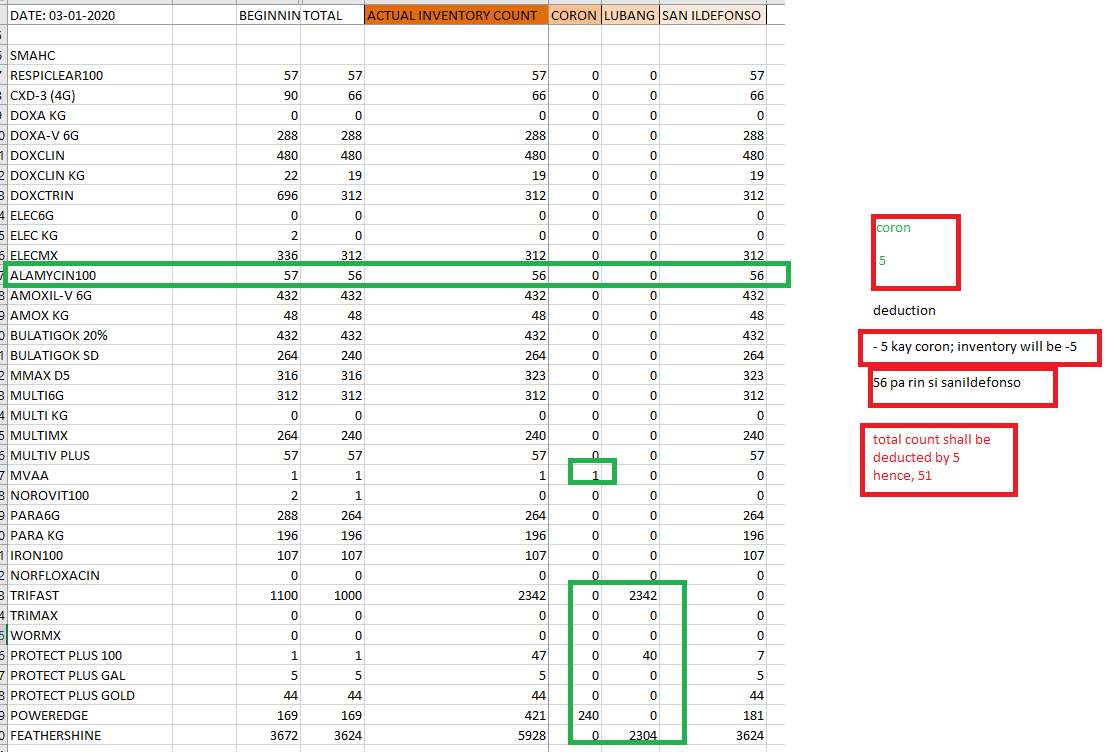 DATE: 03-01-2020 BEGINNIN TOTAL ACTUAL INVENTORY COUNT CORON LUBANG SAN ILDEFONSO
SMAHC
RESPICLEAR100 57 57 57 0 0 57
CXD-3 (4G) 90 66 66 0 0 66
DOXA KG 0 0 0 0 0 0
DOXA-V 6G 288 288 288 0 0 288
DOXCLIN 480 480 480 0 0 480
DOXCLIN KG 22 19 19 0 0 19
DOXCTRIN 696 312 312 0 0 312
ELEC6G 0 0 0 0 0 0
ELEC KG 2 0 0 0 0 0
ELECMX 336 312 312 0 0 312
ALAMYCIN100 57 56 56 0 0 56
AMOXIL-V 6G 432 432 432 0 0 432
AMOX KG 48 48 48 0 0 48
BULATIGOK 20% 432 432 432 0 0 432
BULATIGOK SD 264 240 264 0 0 264
MMAX D5 316 316 323 0 0 323
MULTI6G 312 312 312 0 0 312
MULTI KG 0 0 0 0 0 0
MULTIMX 264 240 240 0 0 240
MULTIV PLUS 57 57 57 0 0 57
MVAA 1 1 1 1 0 0
NOROVIT100 2 1 0 0 0 0
PARA6G 288 264 264 0 0 264
PARA KG 196 196 196 0 0 196
IRON100 107 107 107 0 0 107
NORFLOXACIN 0 0 0 0 0 0
TRIFAST 1100 1000 2342 0 2342 0
TRIMAX 0 0 0 0 0 0
WORMX 0 0 0 0 0 0
PROTECT PLUS 100 1 1 47 0 40 7
PROTECT PLUS GAL 5 5 5 0 0 5
PROTECT PLUS GOLD 44 44 44 0 0 44
POWEREDGE 169 169 421 240 0 181
FEATHERSHINE 3672 3624 5928 0 2304 3624
coron
5
deduction
- 5 kay coron; inventory will be -5
56 pa rin si sanildefonso
total count shall be
deducted by 5
hence, 51